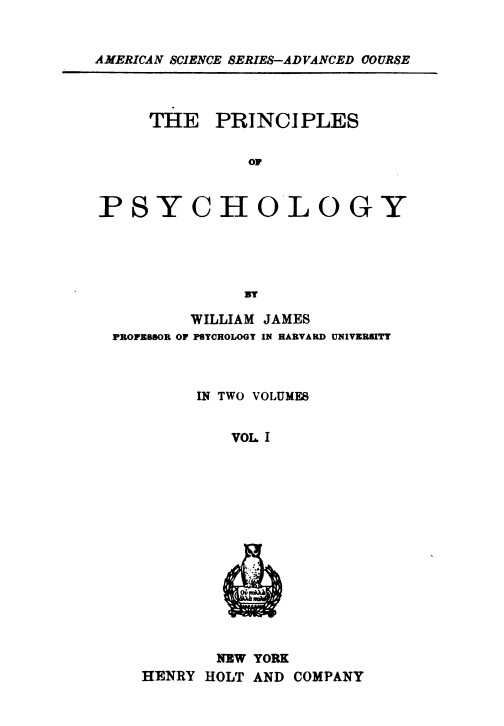 AMERICAN SCIENCE SERIES—ADVANCED COURSE
THE PRINCIPLES
OF
PSYCHOLOGY
BY
WILLIAM JAMES
PROFESSOR OF PSYCHOLOGY IN HARVARD UNIVERSITY
IN TWO VOLUMES
VOL. I
NEW YORK
HENRY HOLT AND COMPANY